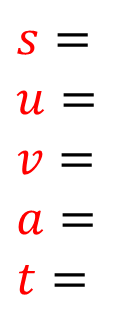 s =
u =
v =
a =
t =